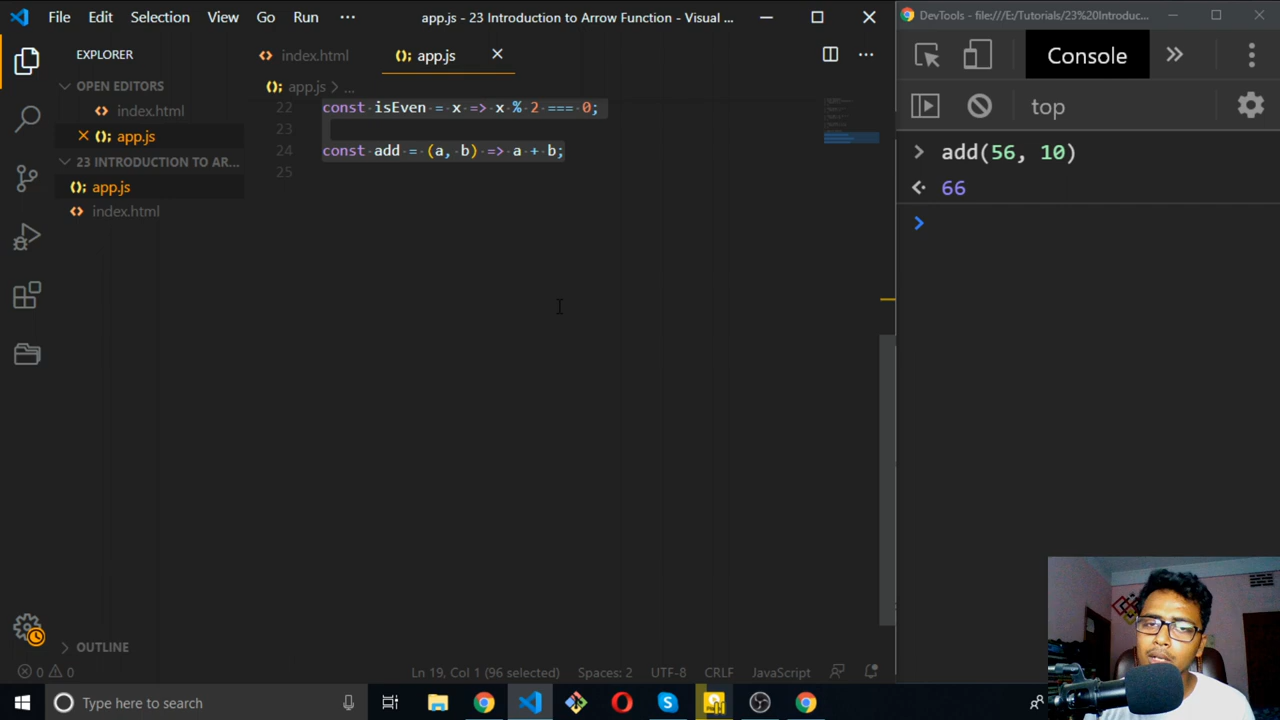 File Edit Selection View Go Run ··· app.js - 23 Introduction to Arrow Function - Visual ...
EXPLORER
OPEN EDITORS
index.html
app.js
23 INTRODUCTION TO AR...
app.js
index.html
OUTLINE
index.html app.js
app.js > ...
22 const isEven = x => x % 2 === 0;
23
24 const add = (a, b) => a + b;
25
0 0 Ln 19, Col 1 (96 selected) Spaces: 2 UTF-8 CRLF JavaScript
DevTools - file:///E:/Tutorials/23%20Introduc...
Console
top
> add(56, 10)
66
>
Type here to search